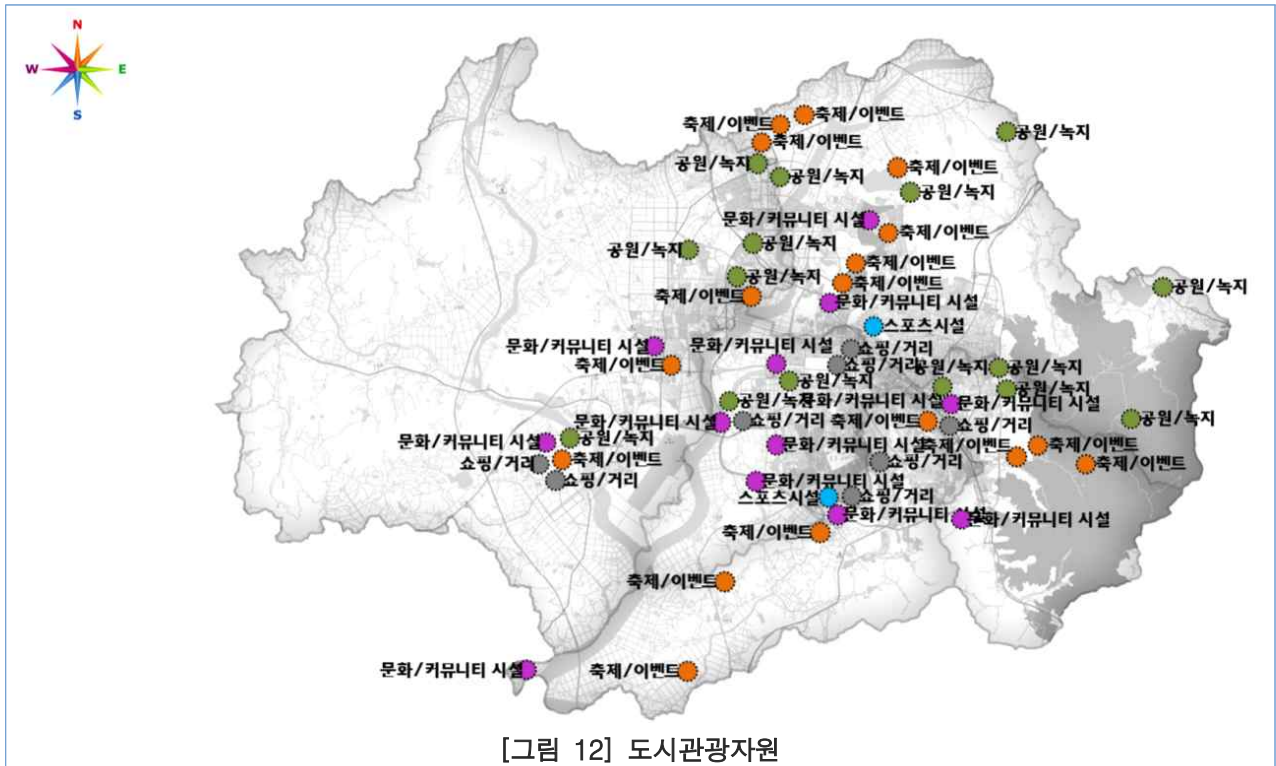 N
W E
S
축제/이벤트
축제/이벤트
축제/이벤트
공원/녹지
공원/녹지
공원/녹지
축제/이벤트
공원/녹지
문화/커뮤니티 시설
축제/이벤트
공원/녹지
공원/녹지
축제/이벤트
공원/녹지
축제/이벤트
공원/녹지
축제/이벤트
문화/커뮤니티 시설
스포츠시설
문화/커뮤니티 시설
문화/커뮤니티 시설
쇼핑/거리
축제/이벤트
쇼핑/거리
공원/녹지
공원/녹지
공원/녹지
공원/녹지
공원/녹지
문화/커뮤니티 시설
문화/커뮤니티 시설
문화/커뮤니티 시설
쇼핑/거리
축제/이벤트
쇼핑/거리
공원/녹지
문화/커뮤니티 시설
공원/녹지
문화/커뮤니티 시설
축제/이벤트
축제/이벤트
쇼핑/거리
축제/이벤트
쇼핑/거리
축제/이벤트
쇼핑/거리
문화/커뮤니티 시설
스포츠시설
쇼핑/거리
문화/커뮤니티 시설
문화/커뮤니티 시설
축제/이벤트
축제/이벤트
문화/커뮤니티 시설
축제/이벤트
[그림 12] 도시관광자원